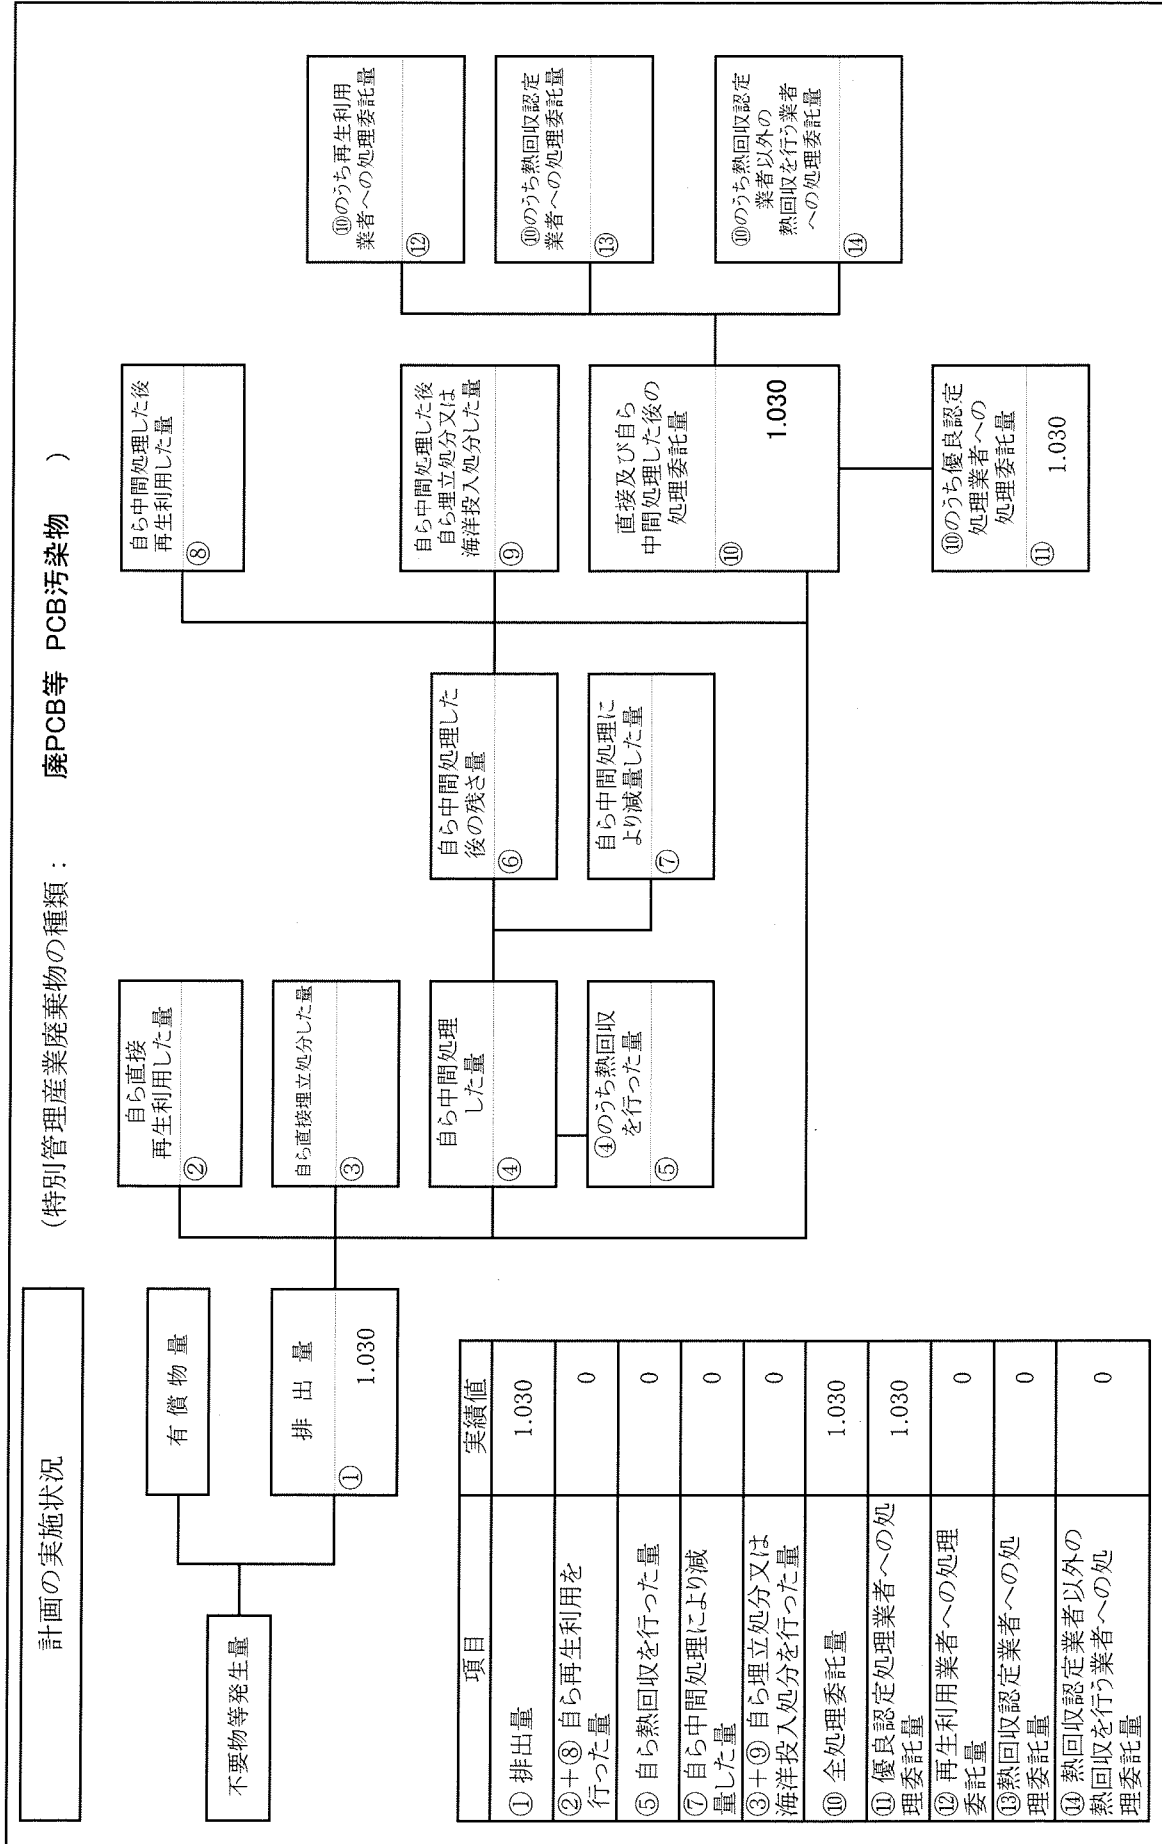 計画の実施状況
(特別管理産業廃棄物の種類： 廃PCB等 PCB汚染物 )
不要物等発生量
有償物量
排出量
①
1.030
自ら直接
再生利用した量
②
自ら直接埋立処分した量
③
自ら中間処理
した量
④
④のうち熱回収
を行った量
⑤
自ら中間処理した
後の残さ量
⑥
自ら中間処理に
より減量した量
⑦
自ら中間処理した後
再生利用した量
⑧
自ら中間処理した後
自ら埋立処分又は
海洋投入処分した量
⑨
直接及び自ら
中間処理した後の
処理委託量
⑩
1.030
⑩のうち優良認定
処理業者への
処理委託量
⑪
1.030
⑩のうち再生利用
業者への処理委託量
⑫
⑩のうち熱回収認定
業者への処理委託量
⑬
⑩のうち熱回収認定
業者以外の
熱回収を行う業者
への処理委託量
⑭
項目 実績値
① 排出量 1.030
②＋⑧ 自ら再生利用を
行った量 0
⑤ 自ら熱回収を行った量 0
⑦ 自ら中間処理により減
量した量 0
③＋⑨ 自ら埋立処分又は
海洋投入処分を行った量 0
⑩ 全処理委託量 1.030
⑪ 優良認定処理業者への処
理委託量 1.030
⑫ 再生利用業者への処理
委託量 0
⑬熱回収認定業者への処
理委託量 0
⑭ 熱回収認定業者以外の
熱回収を行う業者への処
理委託量 0